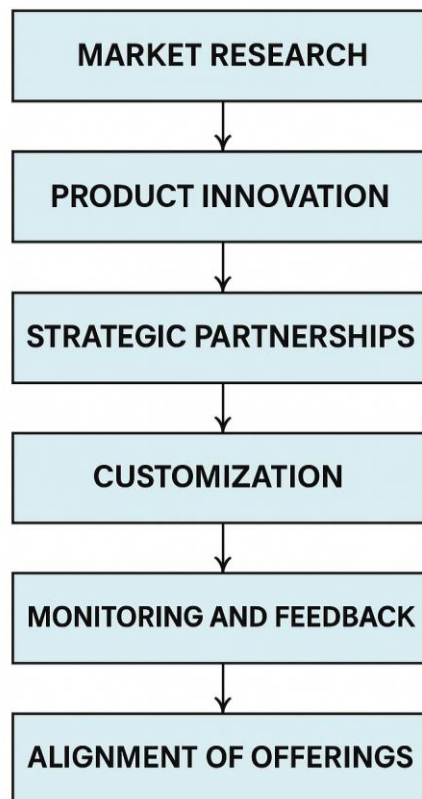 MARKET RESEARCH
PRODUCT INNOVATION
STRATEGIC PARTNERSHIPS
CUSTOMIZATION
MONITORING AND FEEDBACK
ALIGNMENT OF OFFERINGS